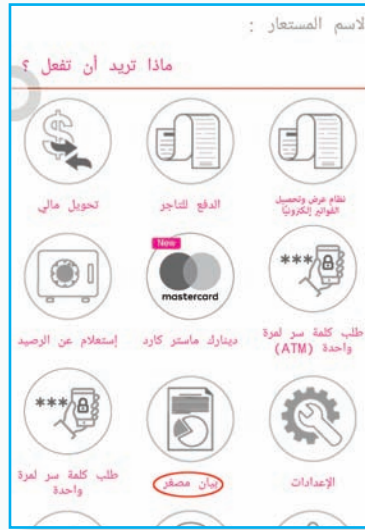 الاسم المستعار :
ماذا تريد أن تفعل ؟
نظام عرض وتحصيل
الفواتير إلكترونيًا
الدفع للتاجر
تحويل مالي
New
mastercard
***
طلب كلمة سر لمرة
واحدة (ATM)
دينارك ماستر كارد
إستعلام عن الرصيد
الإعدادات
بيان مصغر
***
طلب كلمة سر لمرة
واحدة